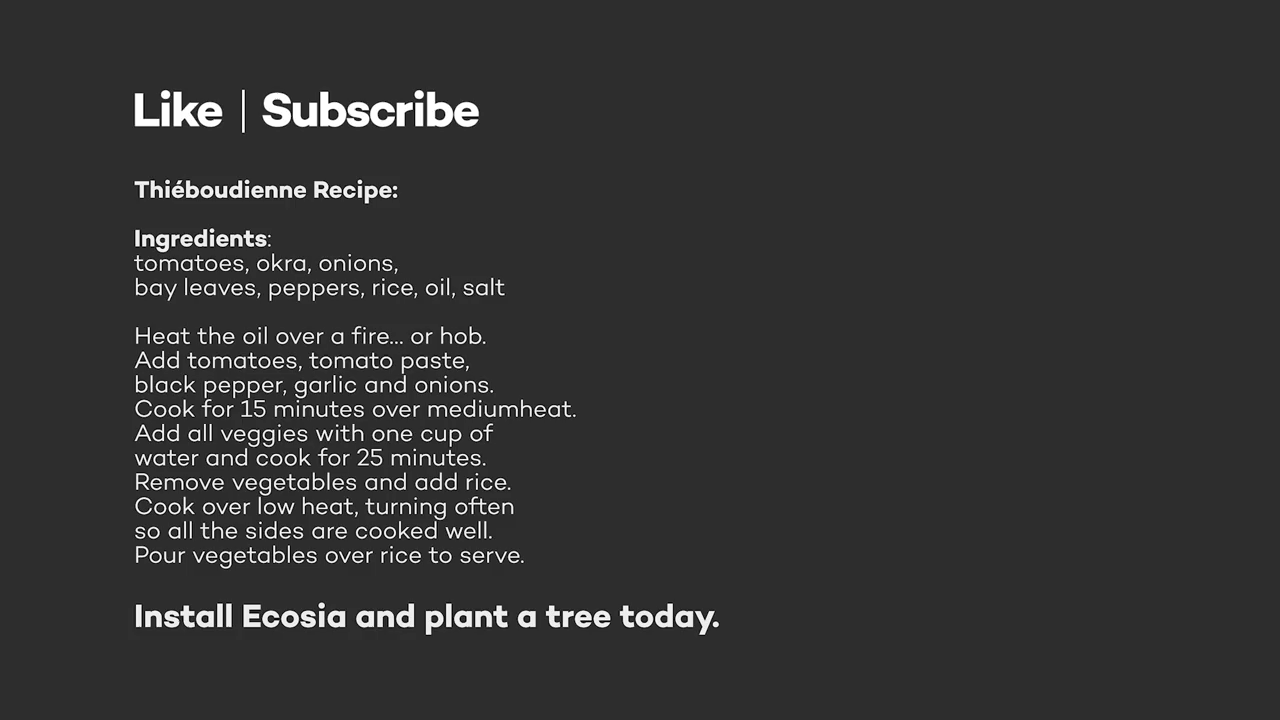 Like | Subscribe
Thiéboudienne Recipe:
Ingredients:
tomatoes, okra, onions,
bay leaves, peppers, rice, oil, salt
Heat the oil over a fire... or hob.
Add tomatoes, tomato paste,
black pepper, garlic and onions.
Cook for 15 minutes over mediumheat.
Add all veggies with one cup of
water and cook for 25 minutes.
Remove vegetables and add rice.
Cook over low heat, turning often
so all the sides are cooked well.
Pour vegetables over rice to serve.
Install Ecosia and plant a tree today.